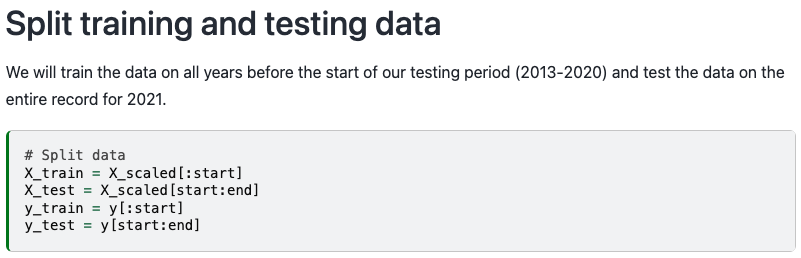 Split training and testing data
We will train the data on all years before the start of our testing period (2013-2020) and test the data on the
entire record for 2021.
# Split data
X_train = X_scaled[:start]
X_test = X_scaled[start:end]
y_train = y[:start]
y_test = y[start:end]